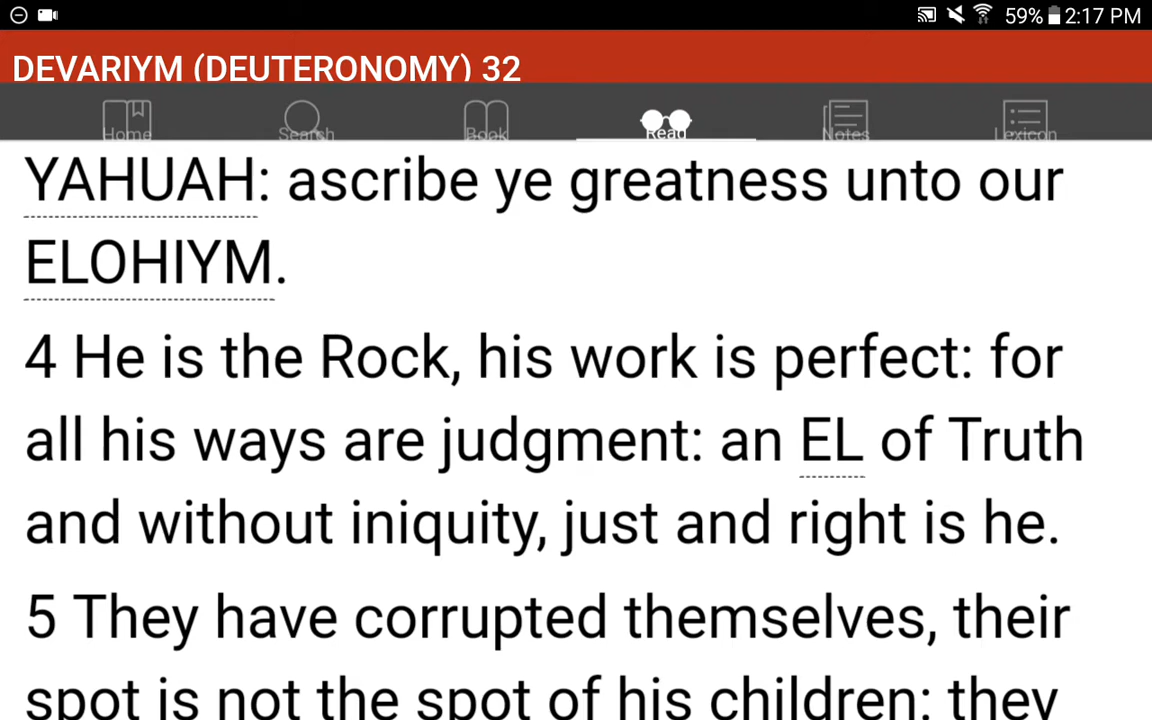 59% 2:17 PM
DEVARIYM (DEUTERONOMY) 32
Home Search Book Read Notes Lexicon
YAHUAH: ascribe ye greatness unto our
ELOHIYM.
4 He is the Rock, his work is perfect: for
all his ways are judgment: an EL of Truth
and without iniquity, just and right is he.
5 They have corrupted themselves, their
spot is not the spot of his children: they